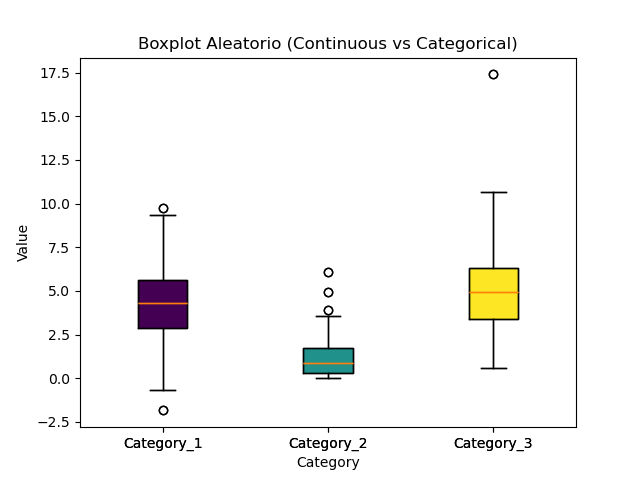 Boxplot Aleatorio (Continuous vs Categorical)
17.5
15.0
12.5
10.0
7.5
5.0
2.5
0.0
−2.5
Value
Category_1 Category_2 Category_3
Category